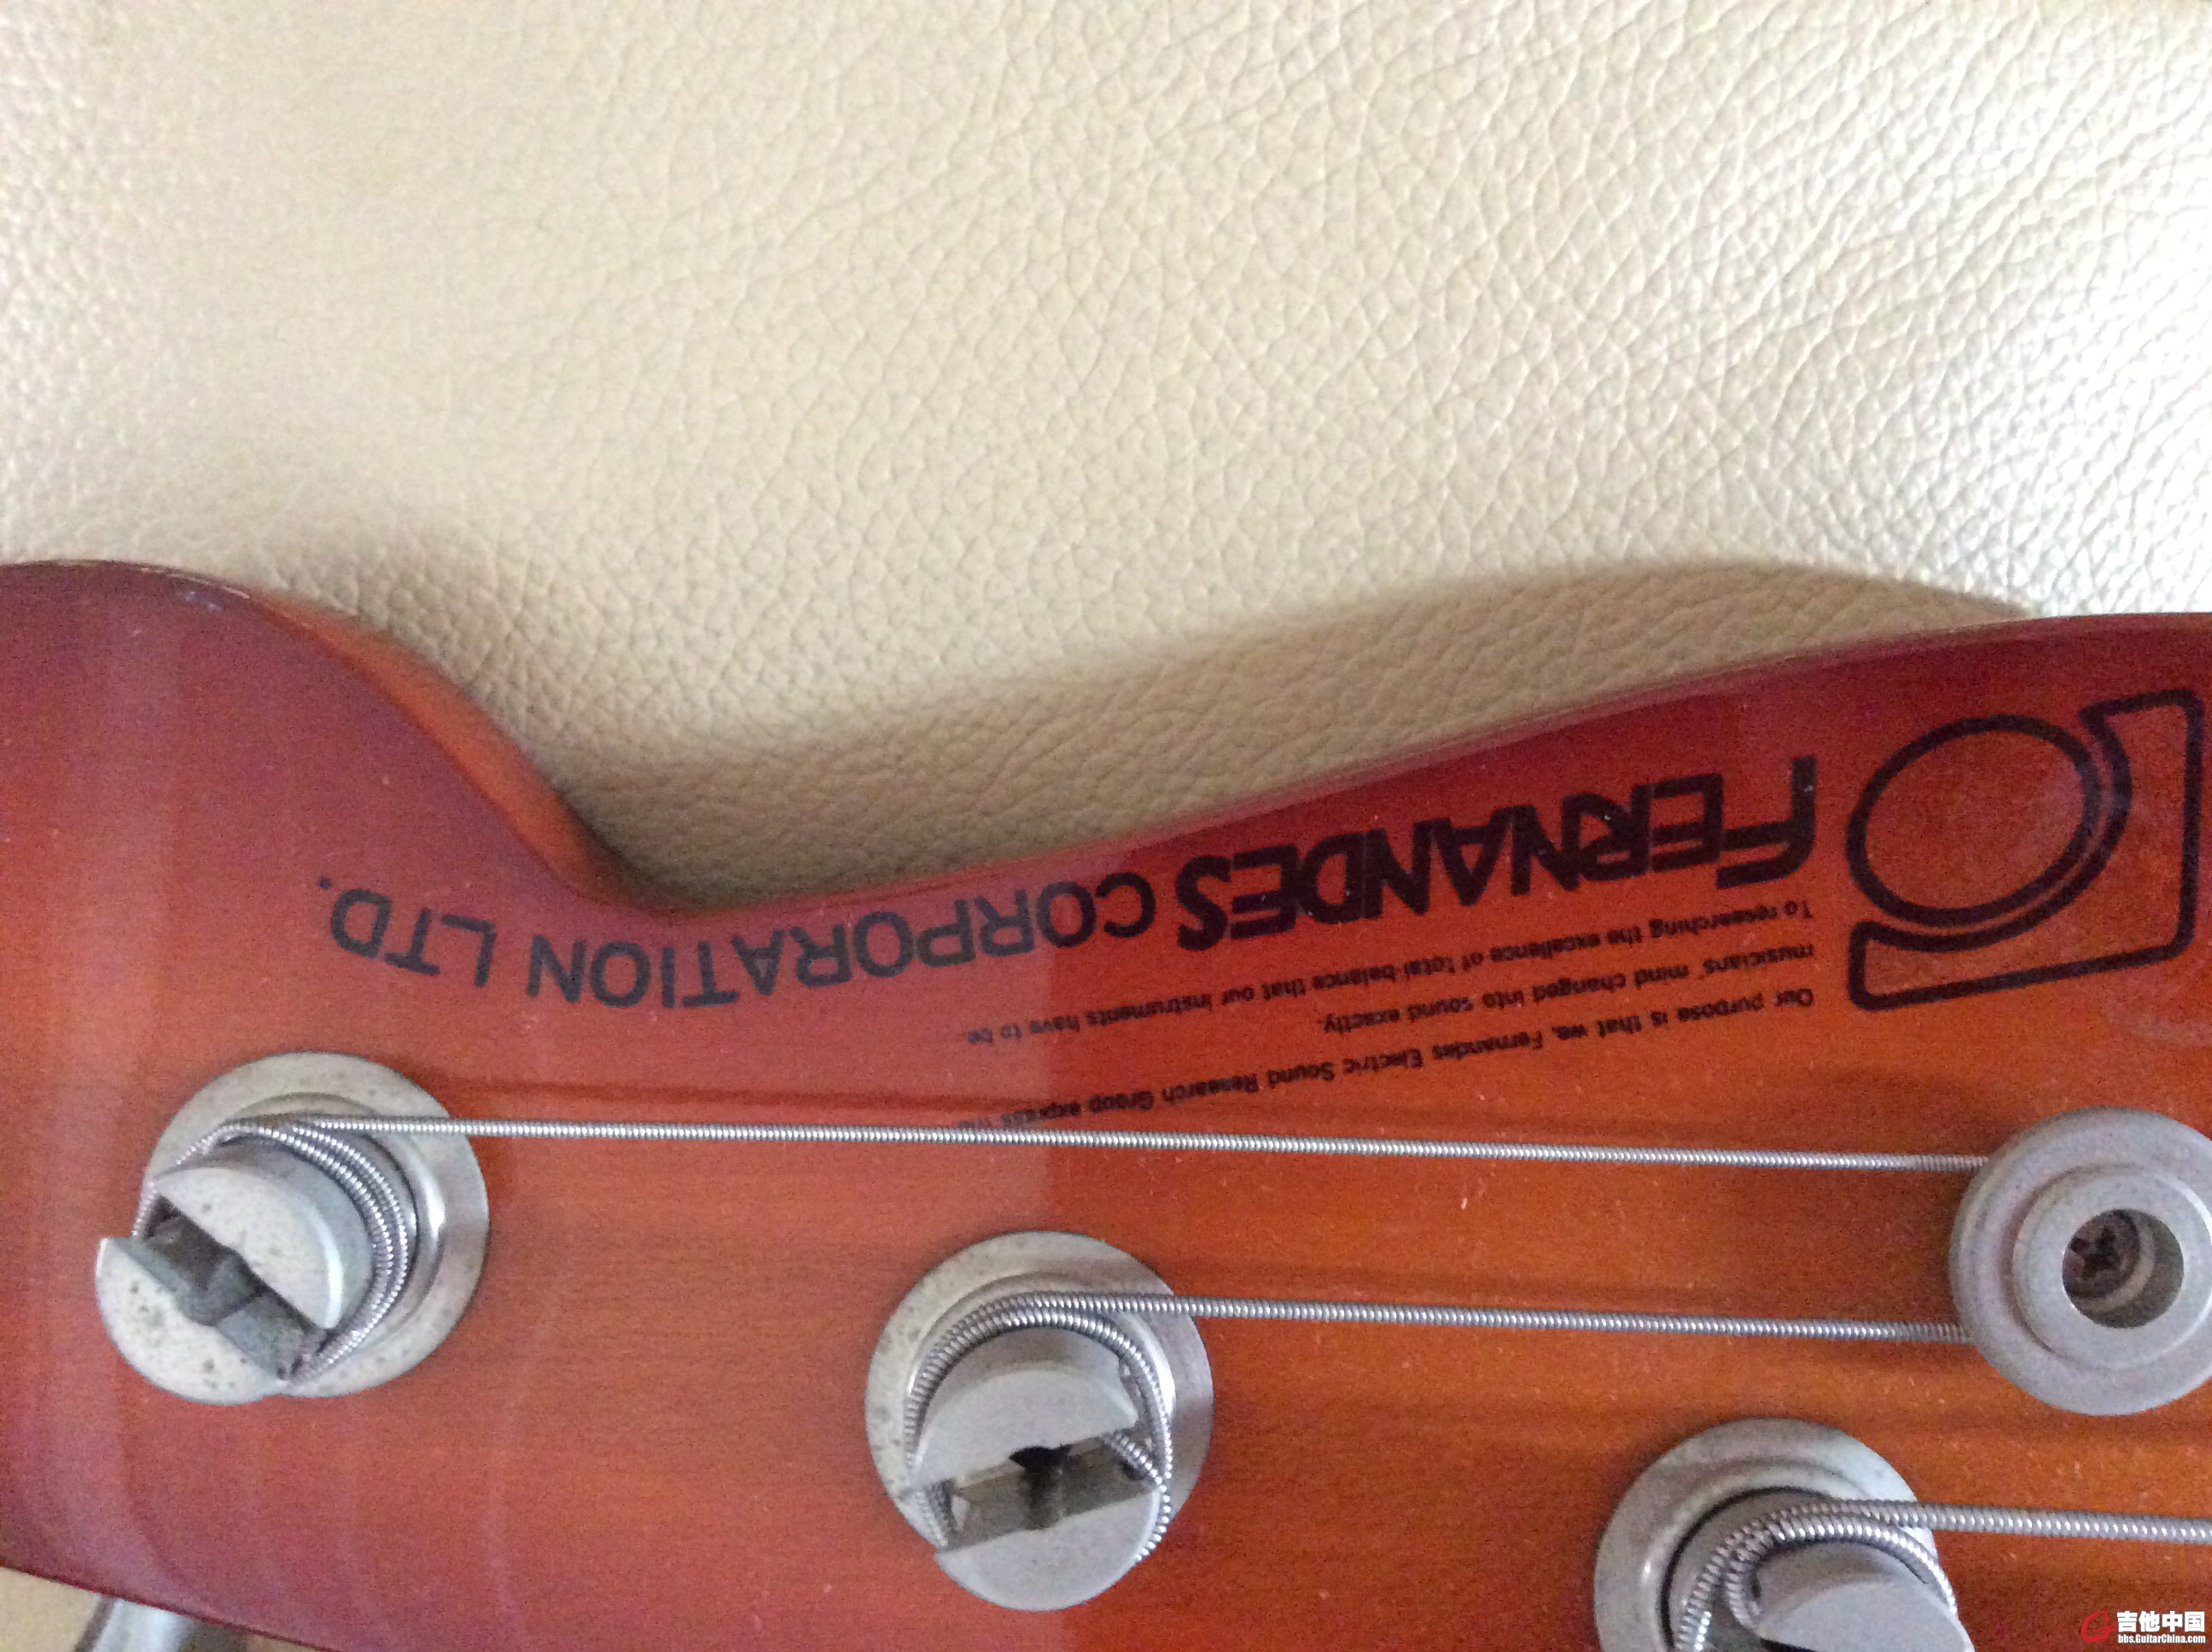 FERNANDES CORPORATION LTD.
To researching the excellence of total-balance that our instruments have to be
musicians' mind changed into sound exactly.
Our purpose is that we, Fernandes Electric Sound Research Group express
吉他中国
bbs.GuitarChina.com